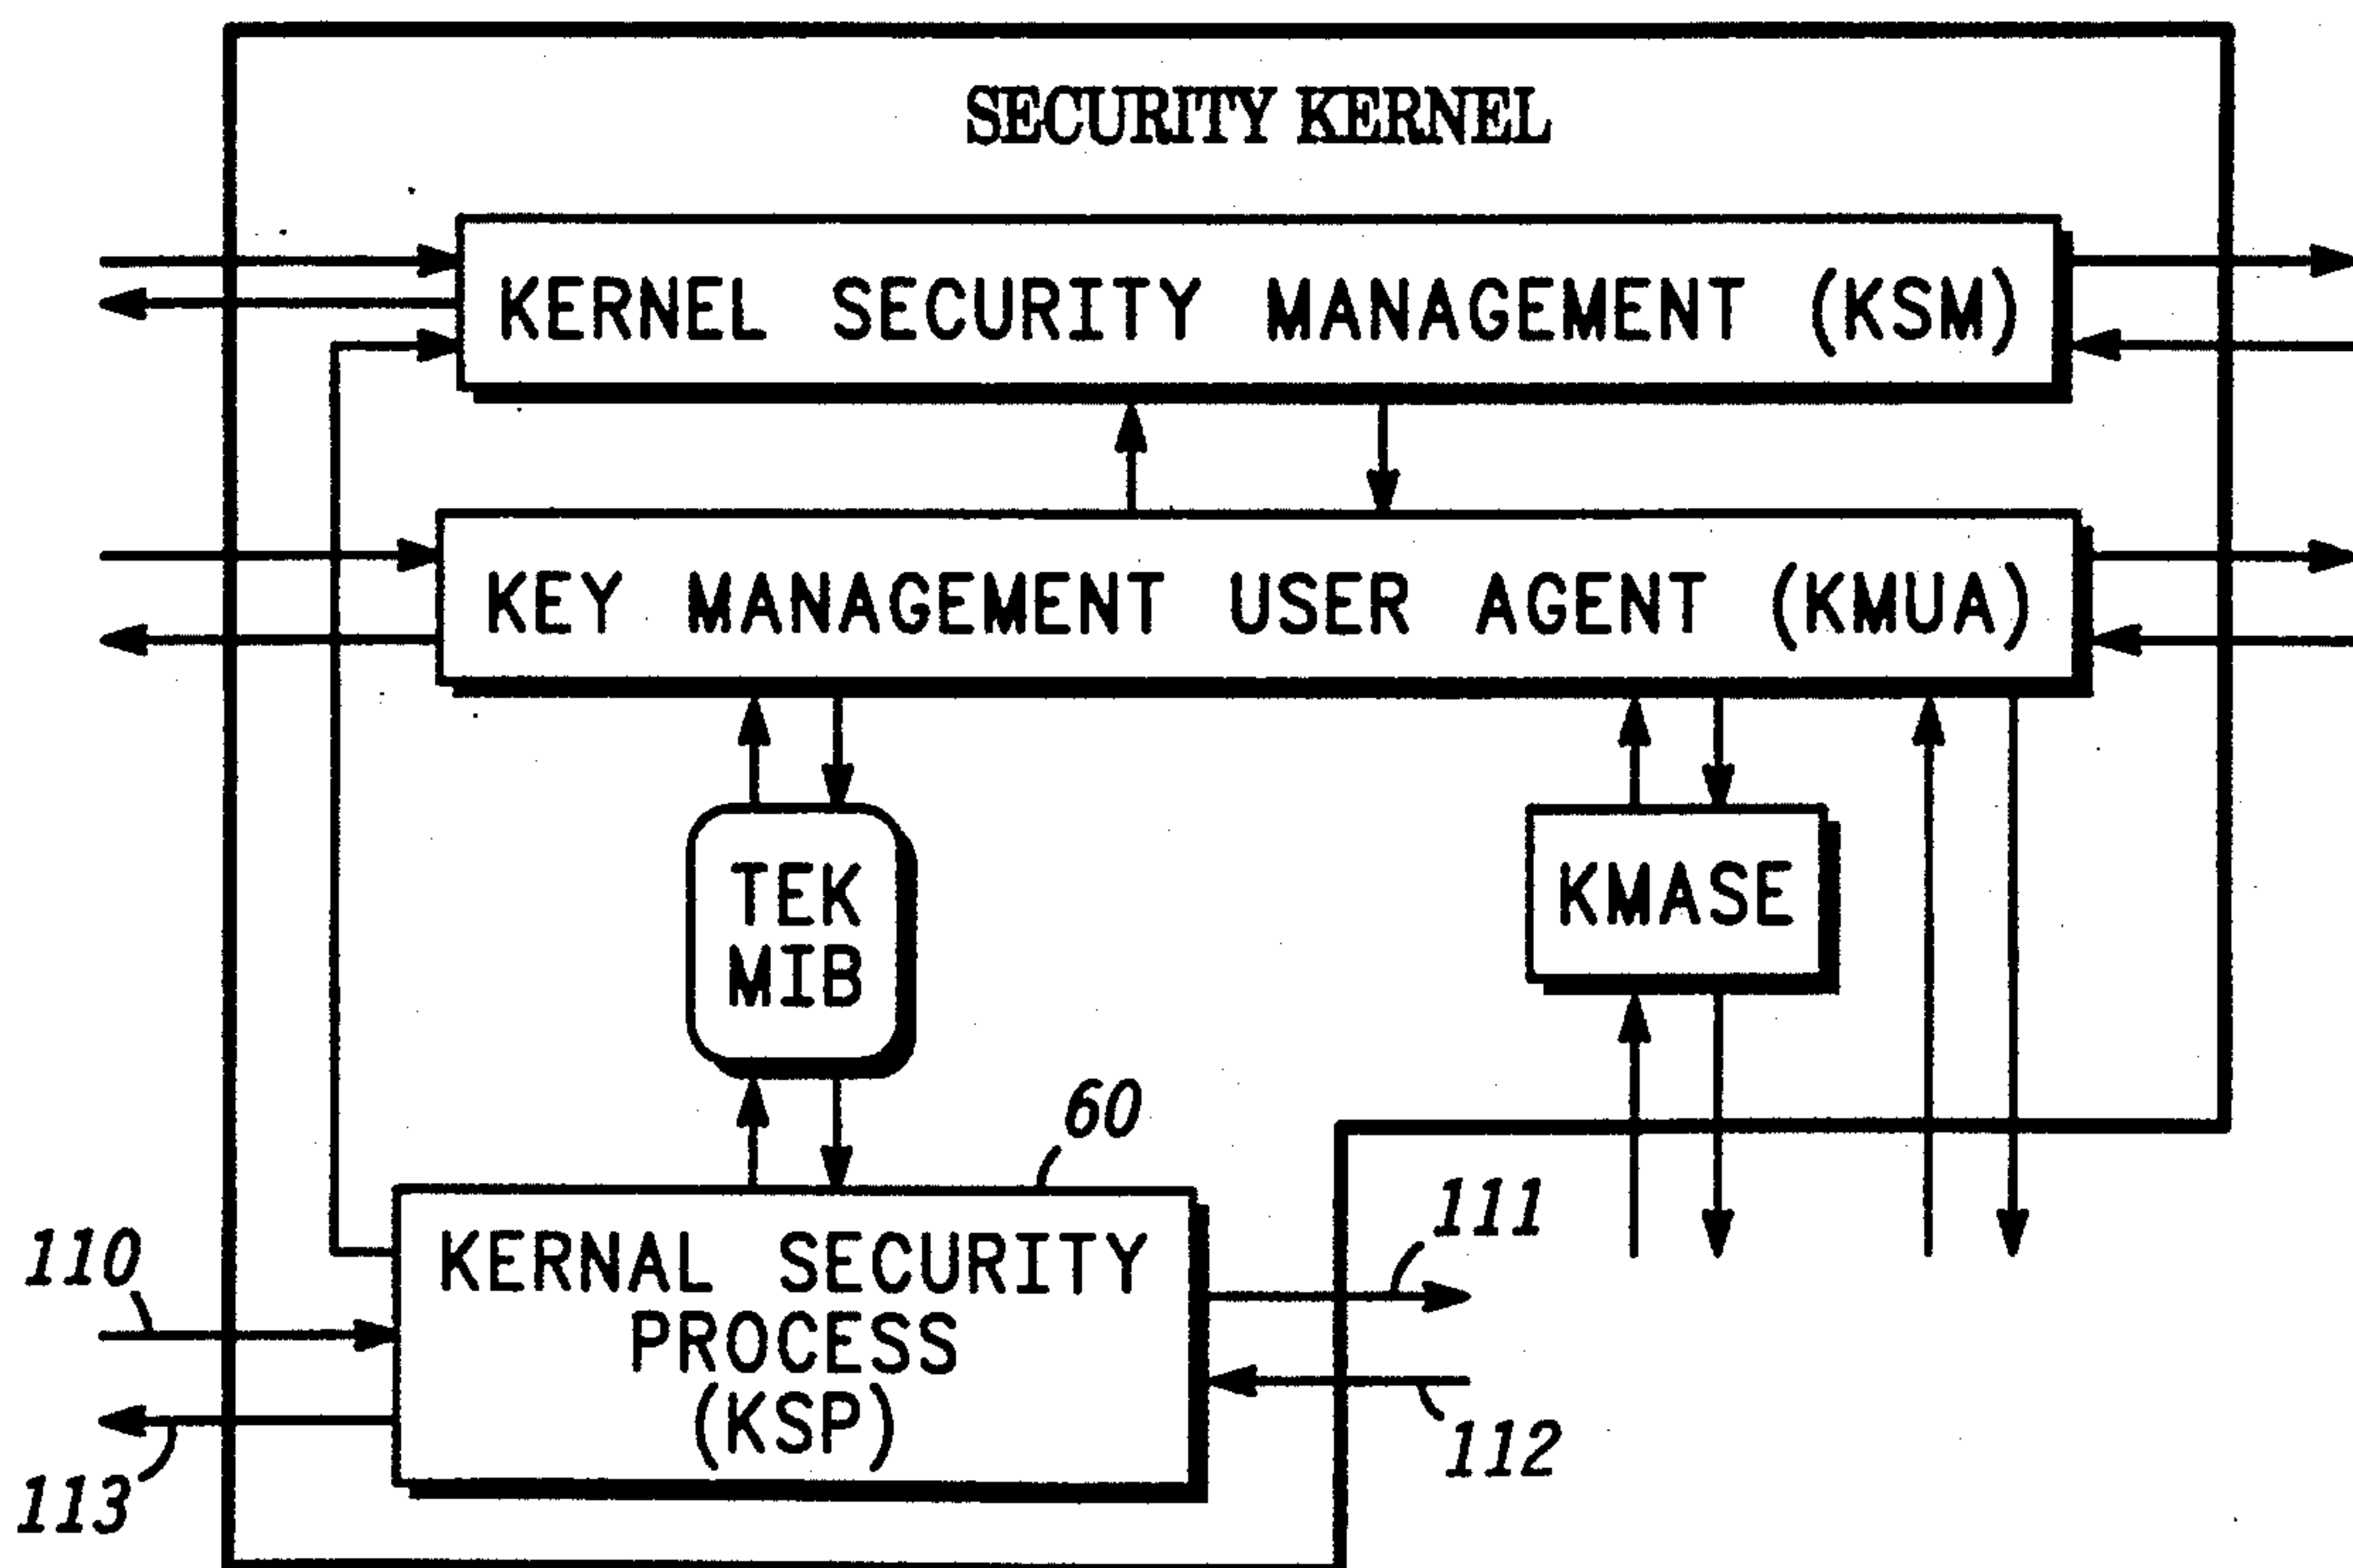 SECURITY KERNEL
KERNEL SECURITY MANAGEMENT (KSM)
KEY MANAGEMENT USER AGENT (KMUA)
TEK
MIB
KMASE
60
111
110
KERNAL SECURITY
PROCESS
(KSP)
112
113